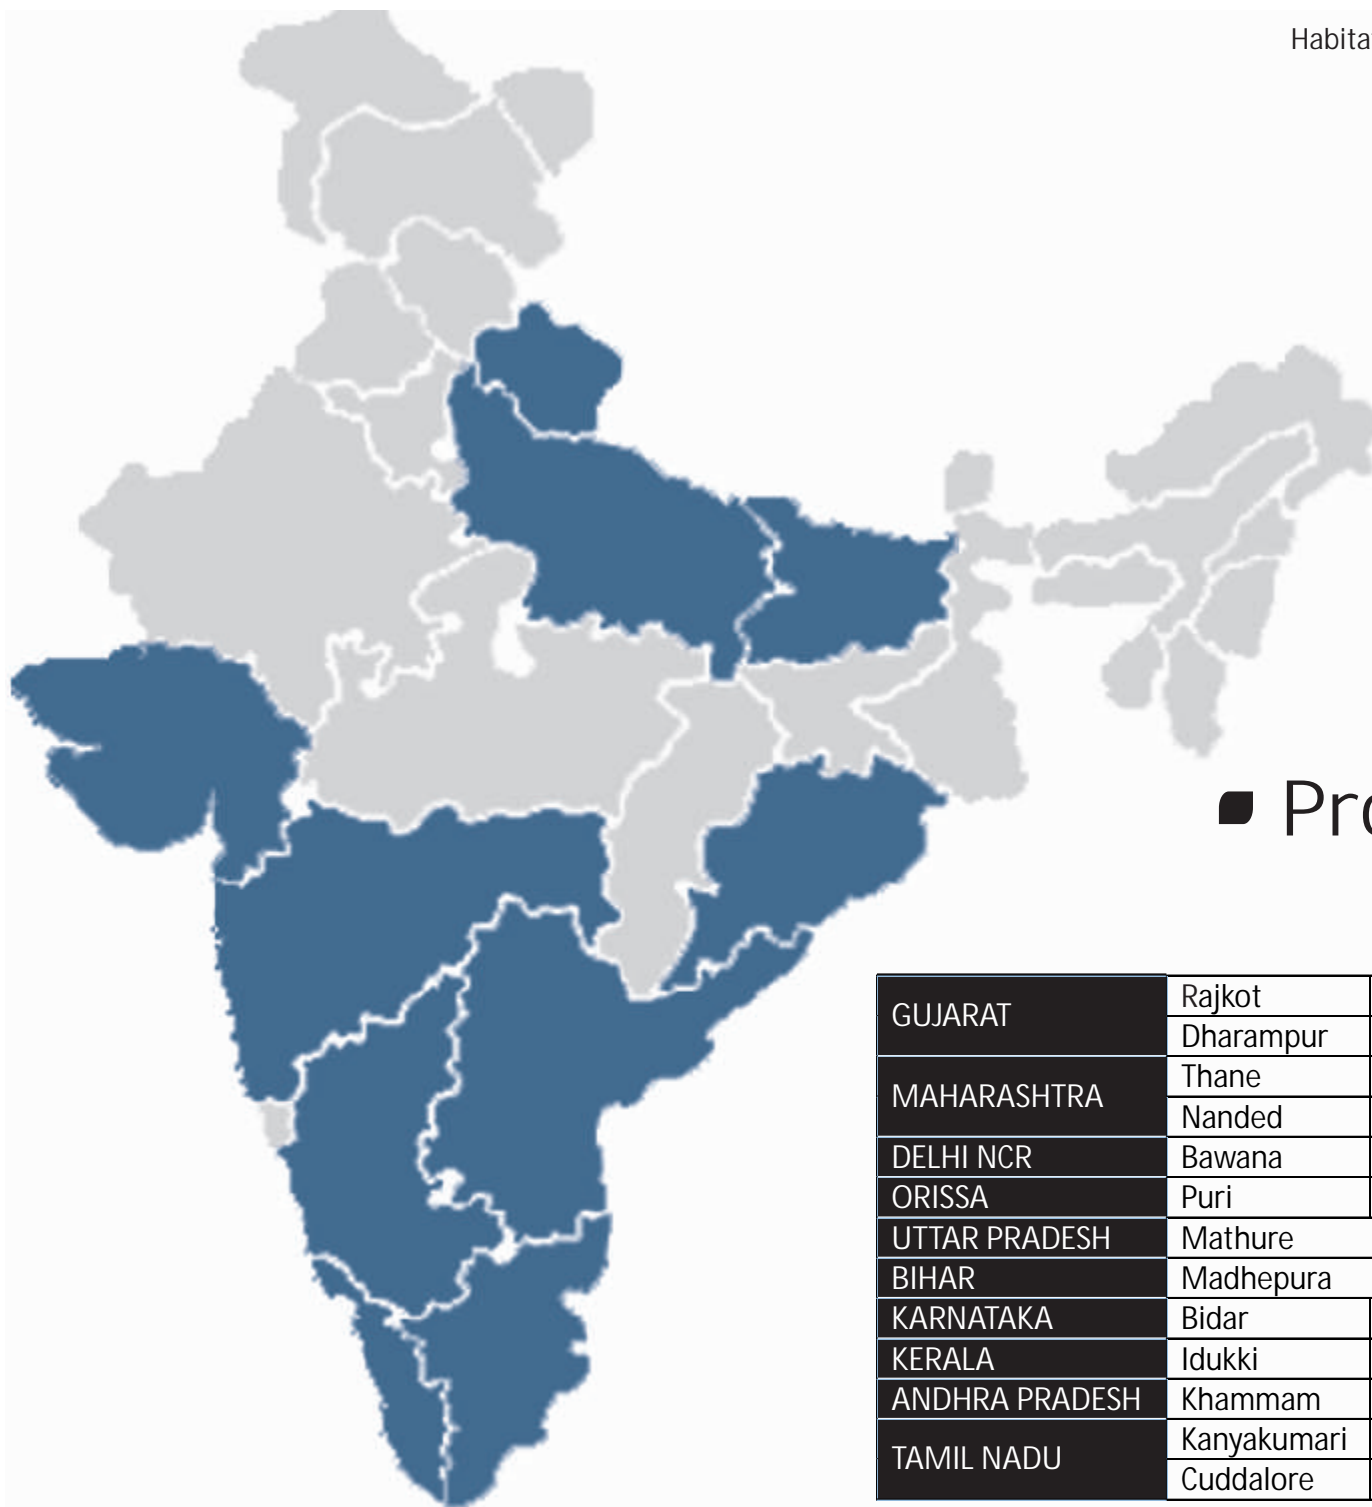 Habita
Pro
GUJARAT
Rajkot
Dharampur
MAHARASHTRA
Thane
Nanded
DELHI NCR Bawana
ORISSA Puri
UTTAR PRADESH Mathure
BIHAR Madhepura
KARNATAKA Bidar
KERALA Idukki
ANDHRA PRADESH Khammam
TAMIL NADU
Kanyakumari
Cuddalore